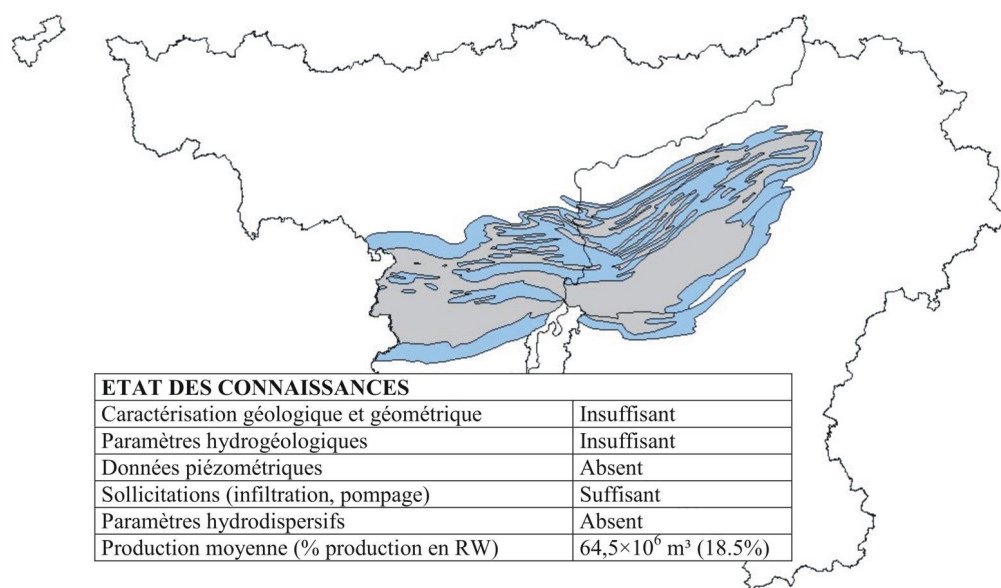 ETAT DES CONNAISSANCES
Caractérisation géologique et géométrique Insuffisant
Paramètres hydrogéologiques Insuffisant
Données piézométriques Absent
Sollicitations (infiltration, pompage) Suffisant
Paramètres hydrodispersifs Absent
Production moyenne (% production en RW) 64,5×10⁶ m³ (18.5%)